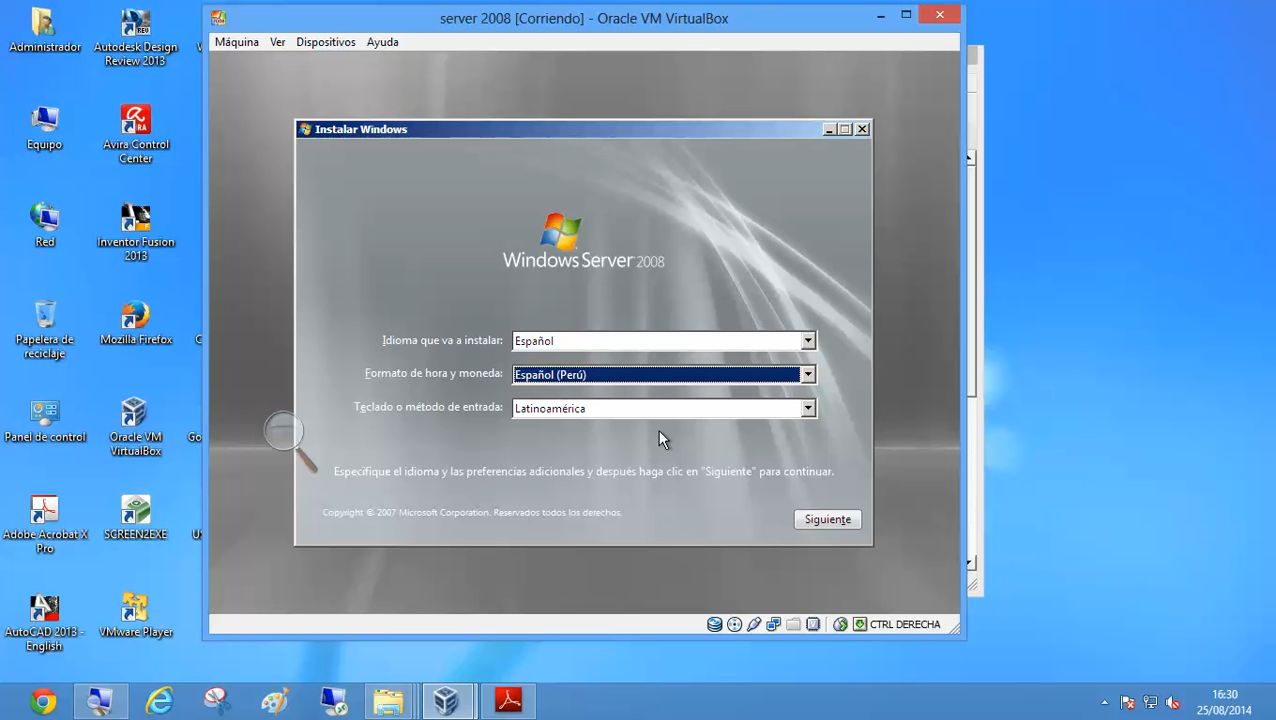 server 2008 [Corriendo] - Oracle VM VirtualBox
Máquina Ver Dispositivos Ayuda
Administrador
Autodesk Design
Review 2013
Equipo
Avira Control
Center
Red
Inventor Fusion
2013
Papelera de
reciclaje
Mozilla Firefox
Panel de control
Oracle VM
VirtualBox
Adobe Acrobat X
Pro
SCREEN2EXE
AutoCAD 2013 -
English
VMware Player
Instalar Windows
Windows Server 2008
Idioma que va a instalar: Español
Formato de hora y moneda: Español (Perú)
Teclado o método de entrada: Latinoamérica
Especifique el idioma y las preferencias adicionales y después haga clic en "Siguiente" para continuar.
Copyright © 2007 Microsoft Corporation. Reservados todos los derechos.
Siguiente
CTRL DERECHA
16:30
25/08/2014